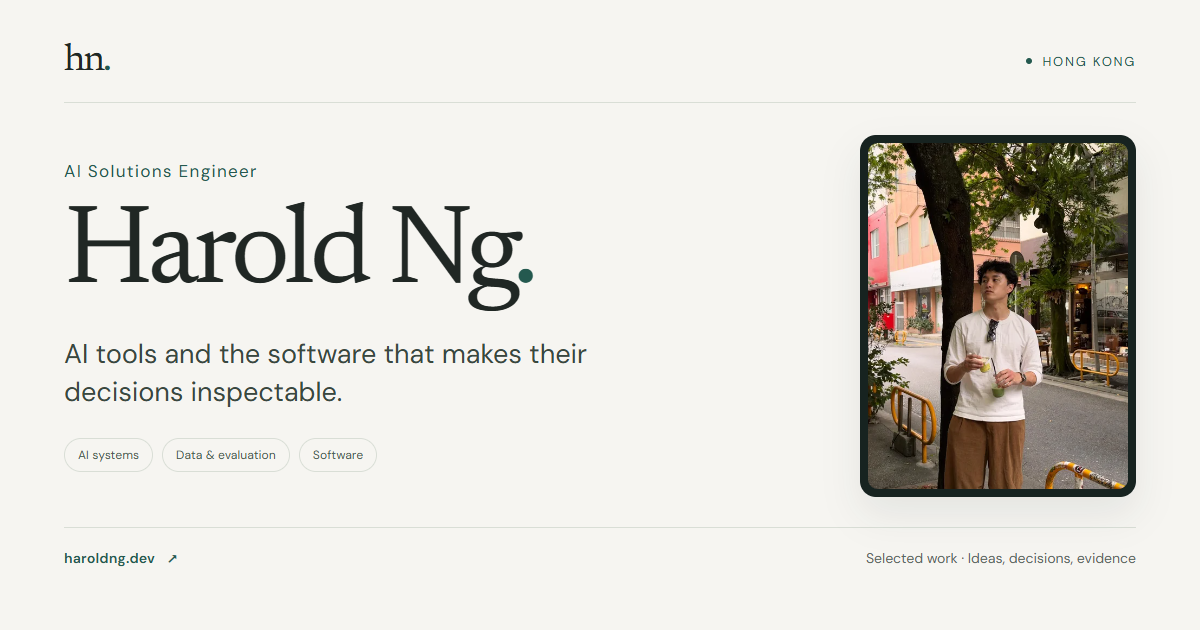 hn.
HONG KONG
AI Solutions Engineer
Harold Ng.
AI tools and the software that makes their
decisions inspectable.
AI systems
Data & evaluation
Software
haroldng.dev ↗
Selected work · Ideas, decisions, evidence